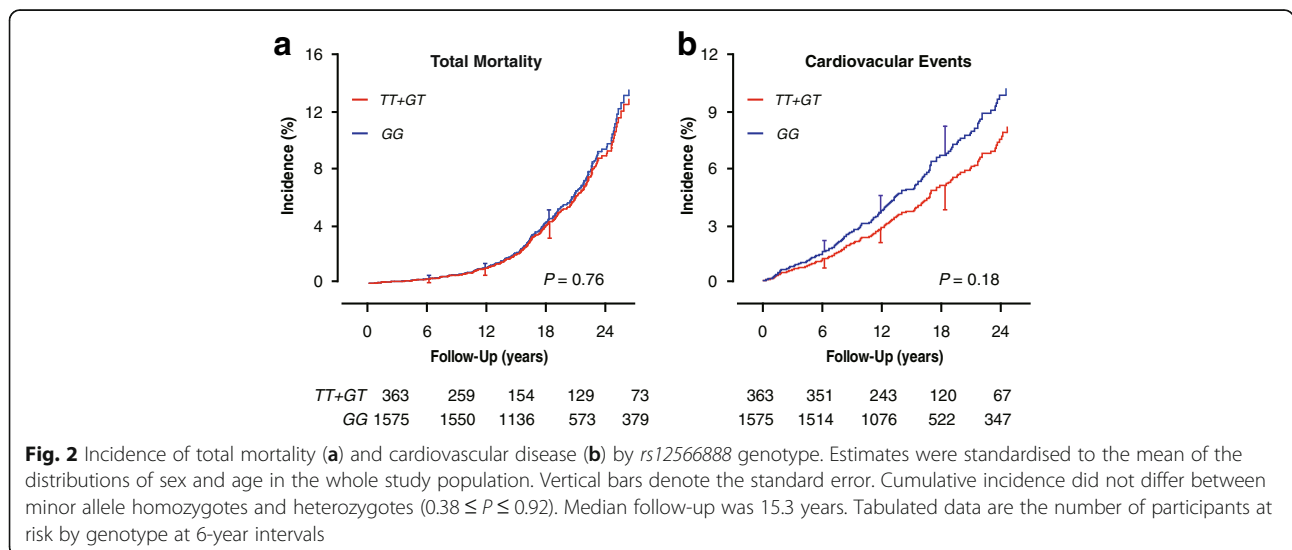 a
b
Total Mortality
Cardiovacular Events
16
12
8
4
0
Incidence (%)
TT+GT
GG
P = 0.76
0 6 12 18 24
Follow-Up (years)
12
9
6
3
0
Incidence (%)
TT+GT
GG
P = 0.18
0 6 12 18 24
Follow-Up (years)
TT+GT 363 259 154 129 73 363 351 243 120 67
GG 1575 1550 1136 573 379 1575 1514 1076 522 347
Fig. 2 Incidence of total mortality (a) and cardiovascular disease (b) by rs12566888 genotype. Estimates were standardised to the mean of the
distributions of sex and age in the whole study population. Vertical bars denote the standard error. Cumulative incidence did not differ between
minor allele homozygotes and heterozygotes (0.38 ≤ P ≤ 0.92). Median follow-up was 15.3 years. Tabulated data are the number of participants at
risk by genotype at 6-year intervals